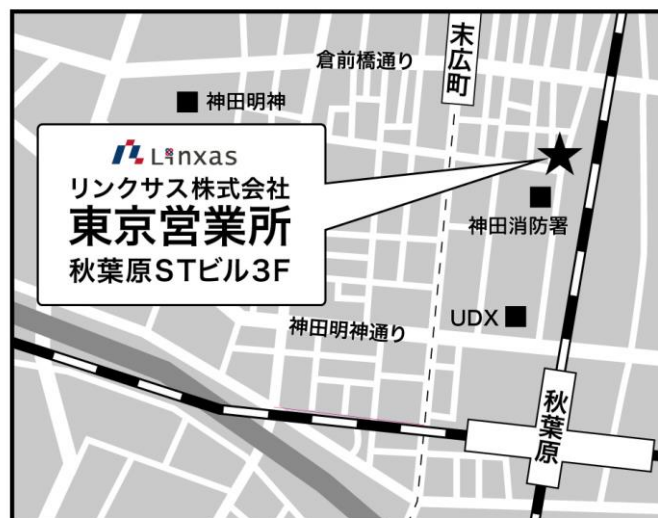 倉前橋通り
末広町
神田明神
Linxas
リンクサス株式会社
東京営業所
秋葉原STビル3F
神田消防署
UDX
神田明神通り
秋葉原